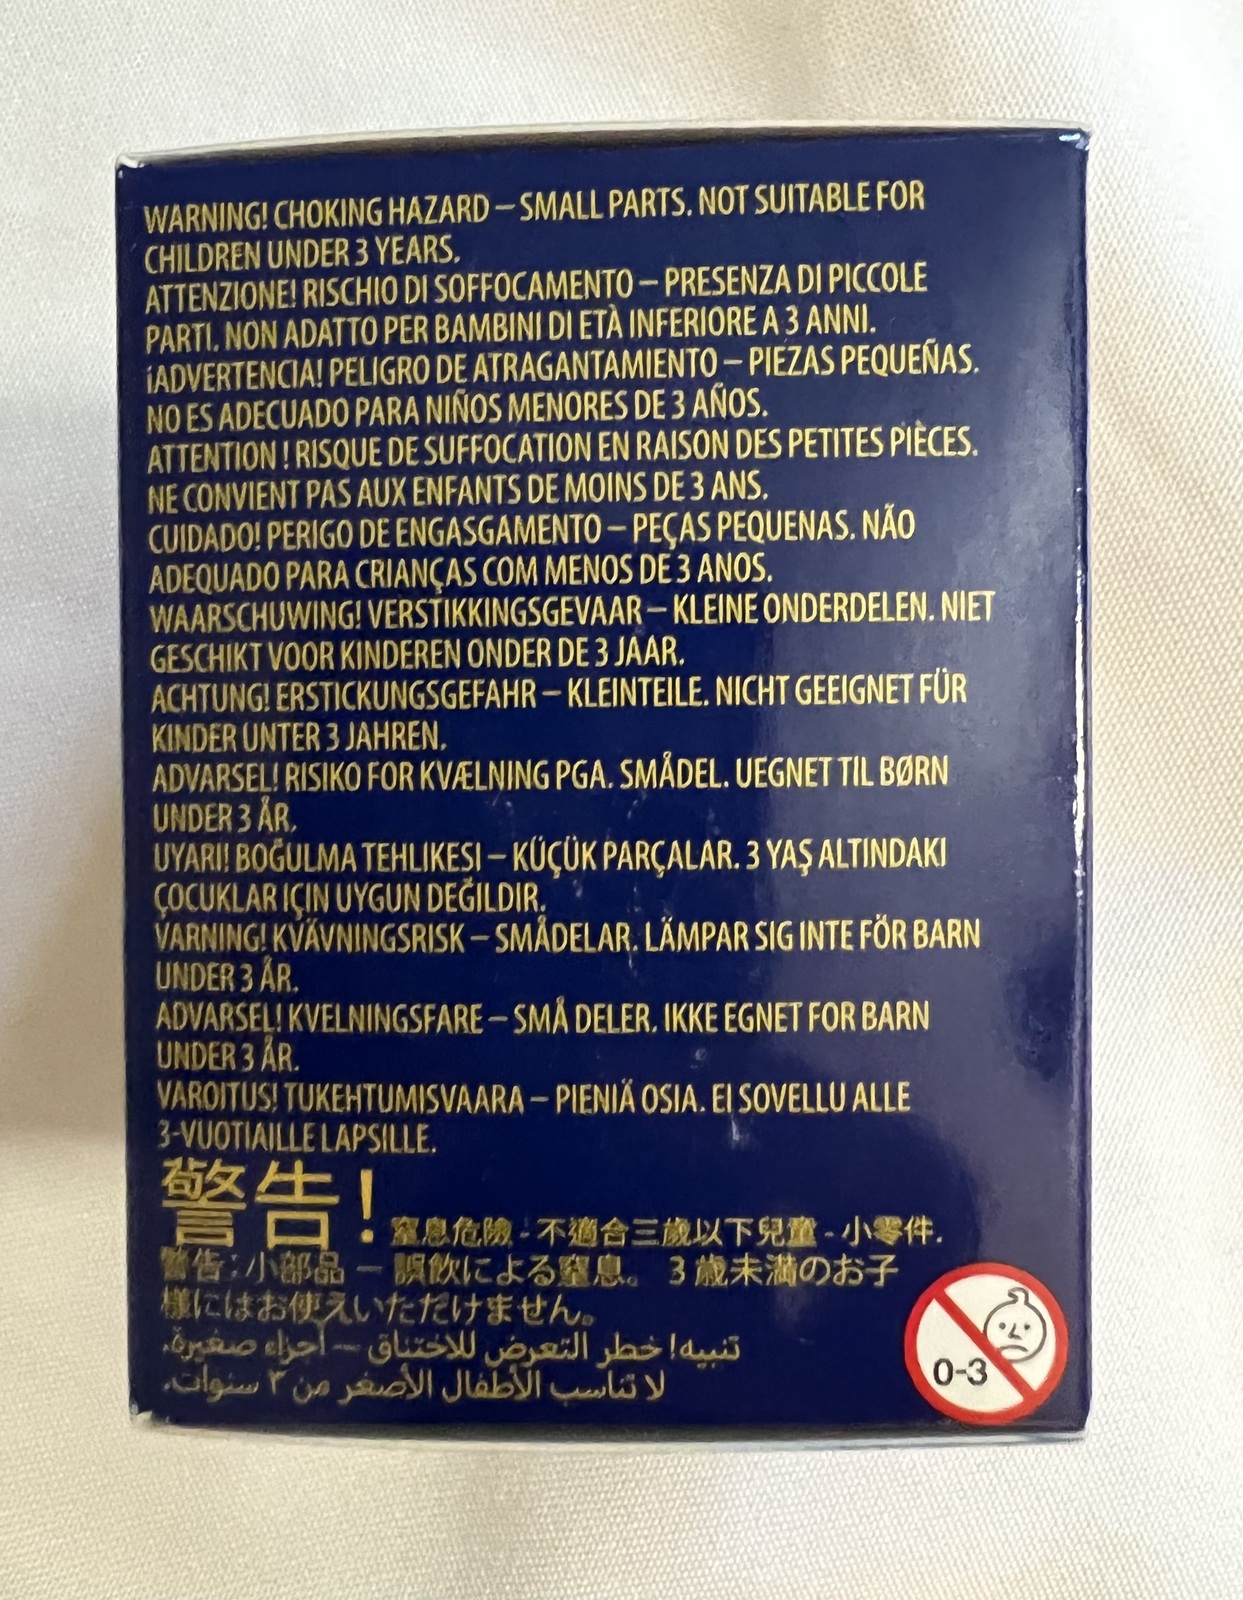 WARNING! CHOKING HAZARD – SMALL PARTS. NOT SUITABLE FOR
CHILDREN UNDER 3 YEARS.
ATTENZIONE! RISCHIO DI SOFFOCAMENTO – PRESENZA DI PICCOLE
PARTI. NON ADATTO PER BAMBINI DI ETÀ INFERIORE A 3 ANNI.
¡ADVERTENCIA! PELIGRO DE ATRAGANTAMIENTO – PIEZAS PEQUEÑAS.
NO ES ADECUADO PARA NIÑOS MENORES DE 3 AÑOS.
ATTENTION ! RISQUE DE SUFFOCATION EN RAISON DES PETITES PIÈCES.
NE CONVIENT PAS AUX ENFANTS DE MOINS DE 3 ANS.
CUIDADO! PERIGO DE ENGASGAMENTO – PEÇAS PEQUENAS. NÃO
ADEQUADO PARA CRIANÇAS COM MENOS DE 3 ANOS.
WAARSCHUWING! VERSTIKKINGSGEVAAR – KLEINE ONDERDELEN. NIET
GESCHIKT VOOR KINDEREN ONDER DE 3 JAAR.
ACHTUNG! ERSTICKUNGSGEFAHR – KLEINTEILE. NICHT GEEIGNET FÜR
KINDER UNTER 3 JAHREN.
ADVARSEL! RISIKO FOR KVÆLNING PGA. SMÅDEL. UEGNET TIL BØRN
UNDER 3 ÅR.
UYARI! BOĞULMA TEHLIKESI – KÜÇÜK PARÇALAR. 3 YAŞ ALTINDAKI
ÇOCUKLAR IÇIN UYGUN DEĞILDIR.
VARNING! KVÄVNINGSRISK – SMÅDELAR. LÄMPAR SIG INTE FÖR BARN
UNDER 3 ÅR.
ADVARSEL! KVELNINGSFARE – SMÅ DELER. IKKE EGNET FOR BARN
UNDER 3 ÅR.
VAROITUS! TUKEHTUMISVAARA – PIENIÄ OSIA. EI SOVELLU ALLE
3-VUOTIAILLE LAPSILLE.
警告! 窒息危險 - 不適合三歲以下兒童 - 小零件.
警告：小部品 － 誤飲による窒息。 3 歳未満のお子
様にはお使えいただけません。
تنبيه! خطر التعرض للاختناق — أجزاء صغيرة.
لا تناسب الأطفال الأصغر من ٣ سنوات.
0-3